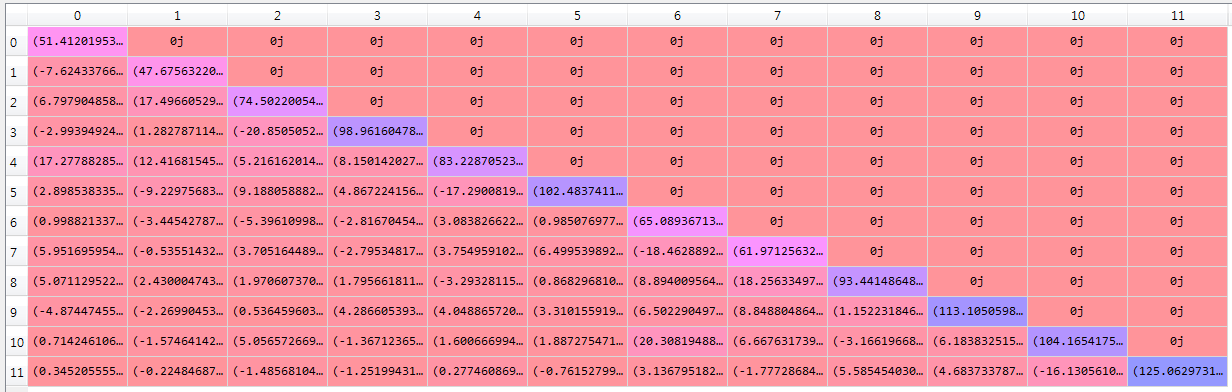 0 1 2 3 4 5 6 7 8 9 10 11
0 (51.41201953… 0j 0j 0j 0j 0j 0j 0j 0j 0j 0j 0j
1 (-7.62433766… (47.67563220… 0j 0j 0j 0j 0j 0j 0j 0j 0j 0j
2 (6.797904858… (17.49660529… (74.50220054… 0j 0j 0j 0j 0j 0j 0j 0j 0j
3 (-2.99394924… (1.282787114… (-20.8505052… (98.96160478… 0j 0j 0j 0j 0j 0j 0j 0j
4 (17.27788285… (12.41681545… (5.216162014… (8.150142027… (83.22870523… 0j 0j 0j 0j 0j 0j 0j
5 (2.898538335… (-9.22975683… (9.188058882… (4.867224156… (-17.2900819… (102.4837411… 0j 0j 0j 0j 0j 0j
6 (0.998821337… (-3.44542787… (-5.39610998… (-2.81670454… (3.083826622… (0.985076977… (65.08936713… 0j 0j 0j 0j 0j
7 (5.951695954… (-0.53551432… (3.705164489… (-2.79534817… (3.754959102… (6.499539892… (-18.4628892… (61.97125632… 0j 0j 0j 0j
8 (5.071129522… (2.430004743… (1.970607370… (1.795661811… (-3.29328115… (0.868296810… (8.894009564… (18.25633497… (93.44148648… 0j 0j 0j
9 (-4.87447455… (-2.26990453… (0.536459603… (4.286605393… (4.048865720… (3.310155919… (6.502290497… (8.848804864… (1.152231846… (113.1050598… 0j 0j
10 (0.714246106… (-1.57464142… (5.056572669… (-1.36712365… (1.600666994… (1.887275471… (20.30819488… (6.667631739… (-3.16619668… (6.183832515… (104.1654175… 0j
11 (0.345205555… (-0.22484687… (-1.48568104… (-1.25199431… (0.277460869… (-0.76152799… (3.136795182… (-1.77728684… (5.585454030… (4.683733787… (-16.1305610… (125.0629731…